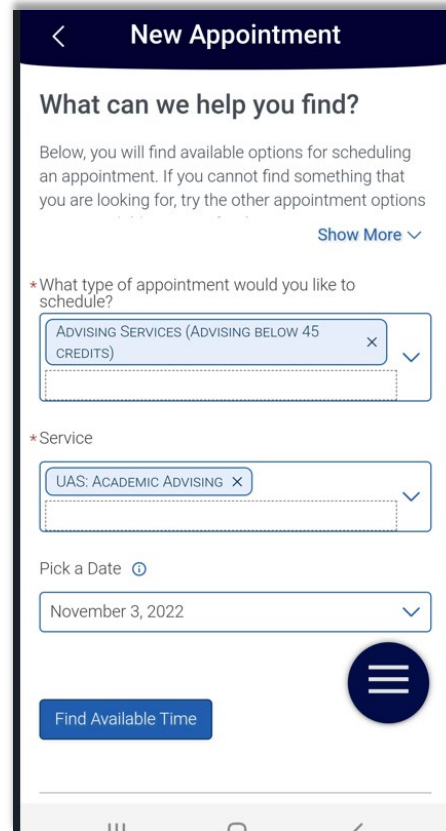 New Appointment
What can we help you find?
Below, you will find available options for scheduling
an appointment. If you cannot find something that
you are looking for, try the other appointment options
Show More
*What type of appointment would you like to
schedule?
ADVISING SERVICES (ADVISING BELOW 45
CREDITS)
*Service
UAS: ACADEMIC ADVISING
Pick a Date
November 3, 2022
Find Available Time